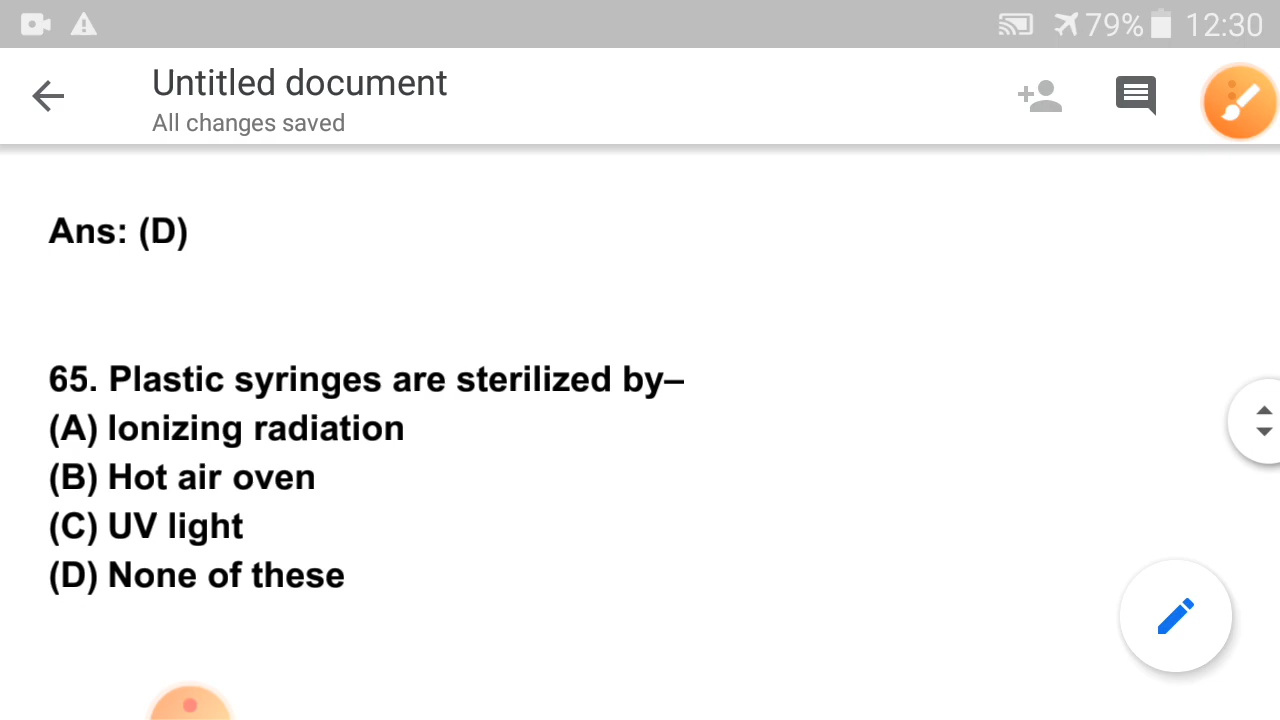 79% 12:30
Untitled document
All changes saved
Ans: (D)
65. Plastic syringes are sterilized by–
(A) Ionizing radiation
(B) Hot air oven
(C) UV light
(D) None of these